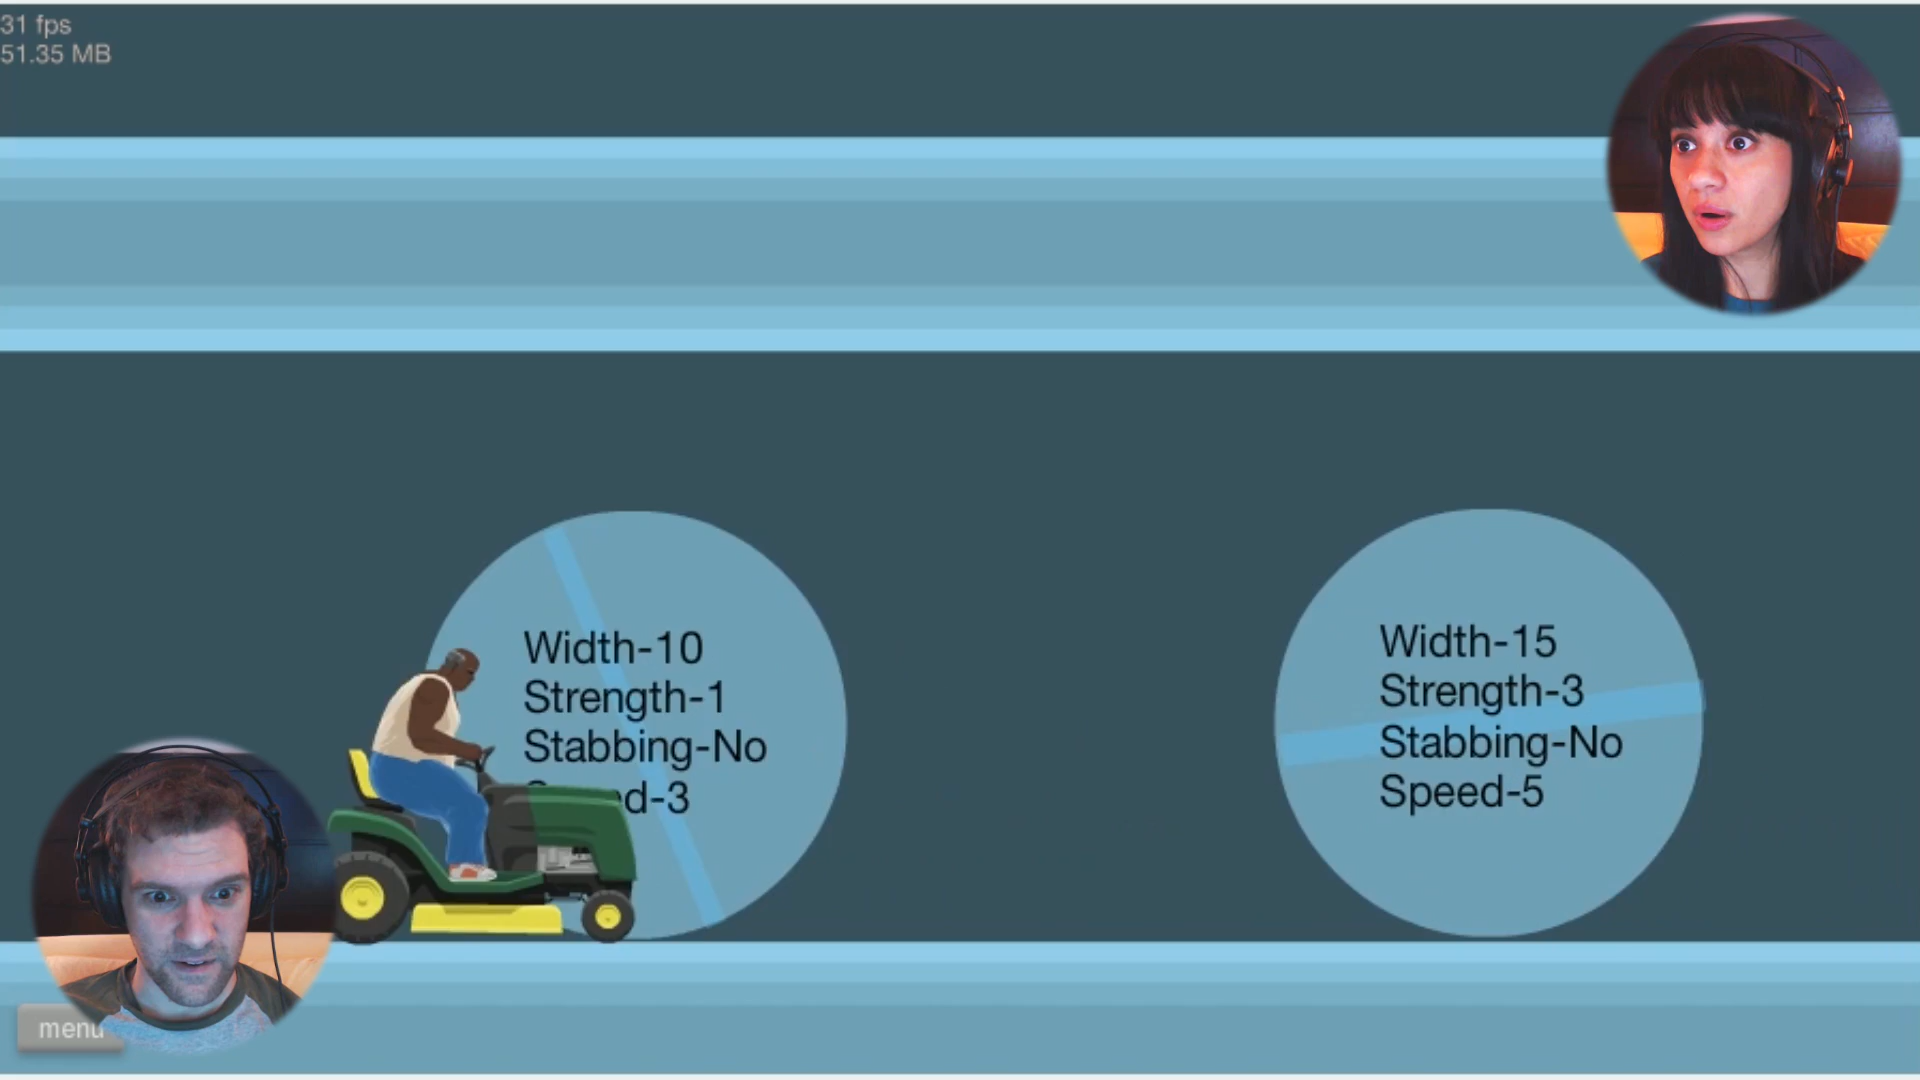 31 fps
51.35 MB
Width-10
Strength-1
Stabbing-No
Speed-3
Width-15
Strength-3
Stabbing-No
Speed-5
menu